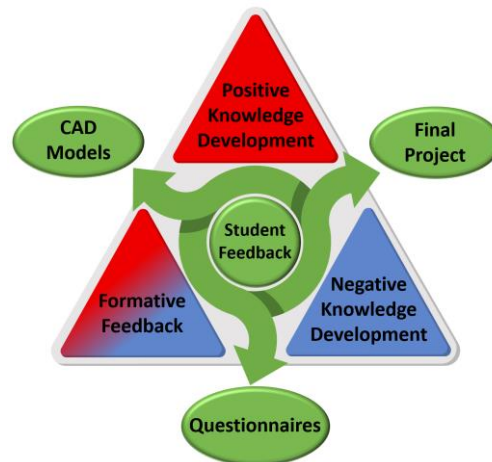 Positive
Knowledge
Development
CAD
Models
Final
Project
Student
Feedback
Formative
Feedback
Negative
Knowledge
Development
Questionnaires